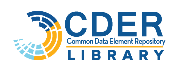 CDER
Common Data Element Repository
LIBRARY